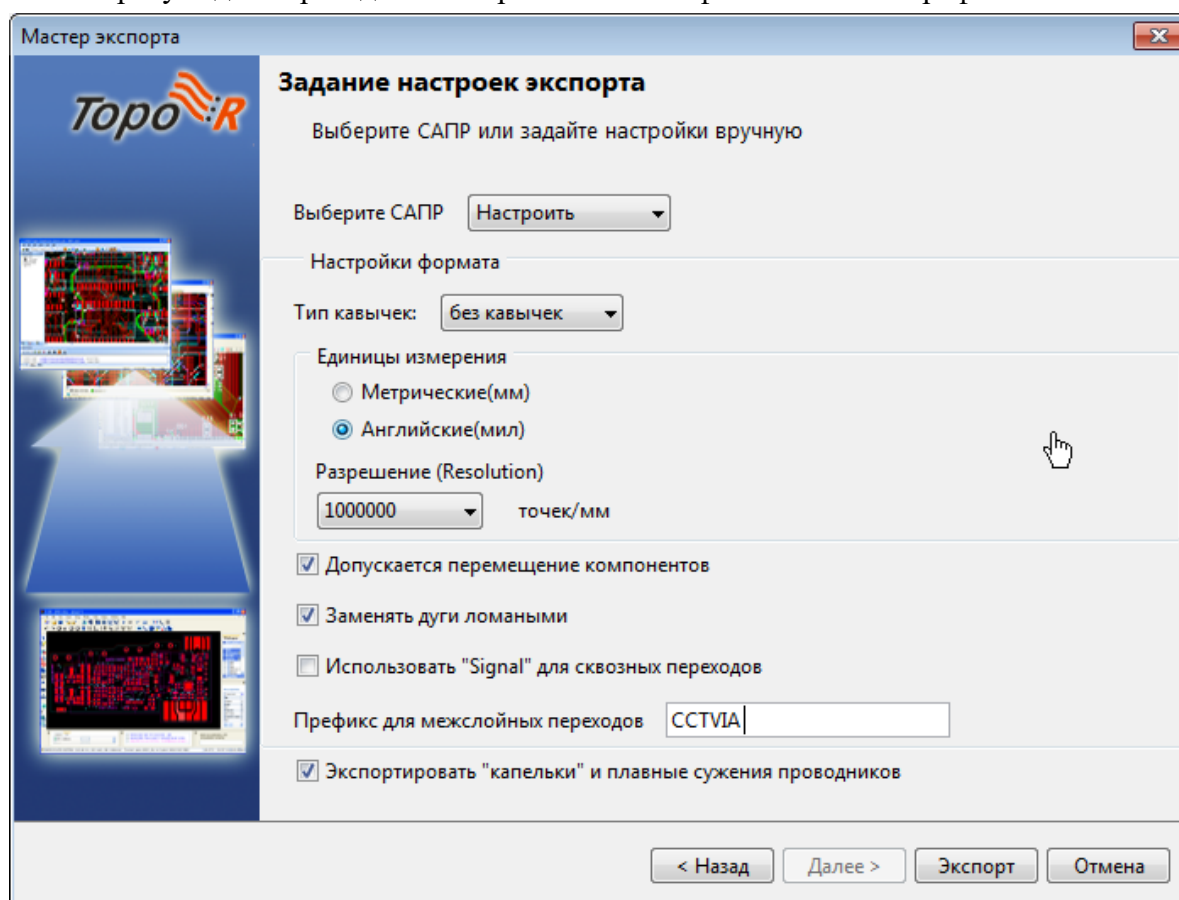 Мастер экспорта
TopoR
Задание настроек экспорта
Выберите САПР или задайте настройки вручную
Выберите САПР Настроить
Настройки формата
Тип кавычек: без кавычек
Единицы измерения
Метрические(мм)
Английские(мил)
Разрешение (Resolution)
1000000 точек/мм
Допускается перемещение компонентов
Заменять дуги ломаными
Использовать "Signal" для сквозных переходов
Префикс для межслойных переходов CCTVIA
Экспортировать "капельки" и плавные сужения проводников
< Назад Далее > Экспорт Отмена